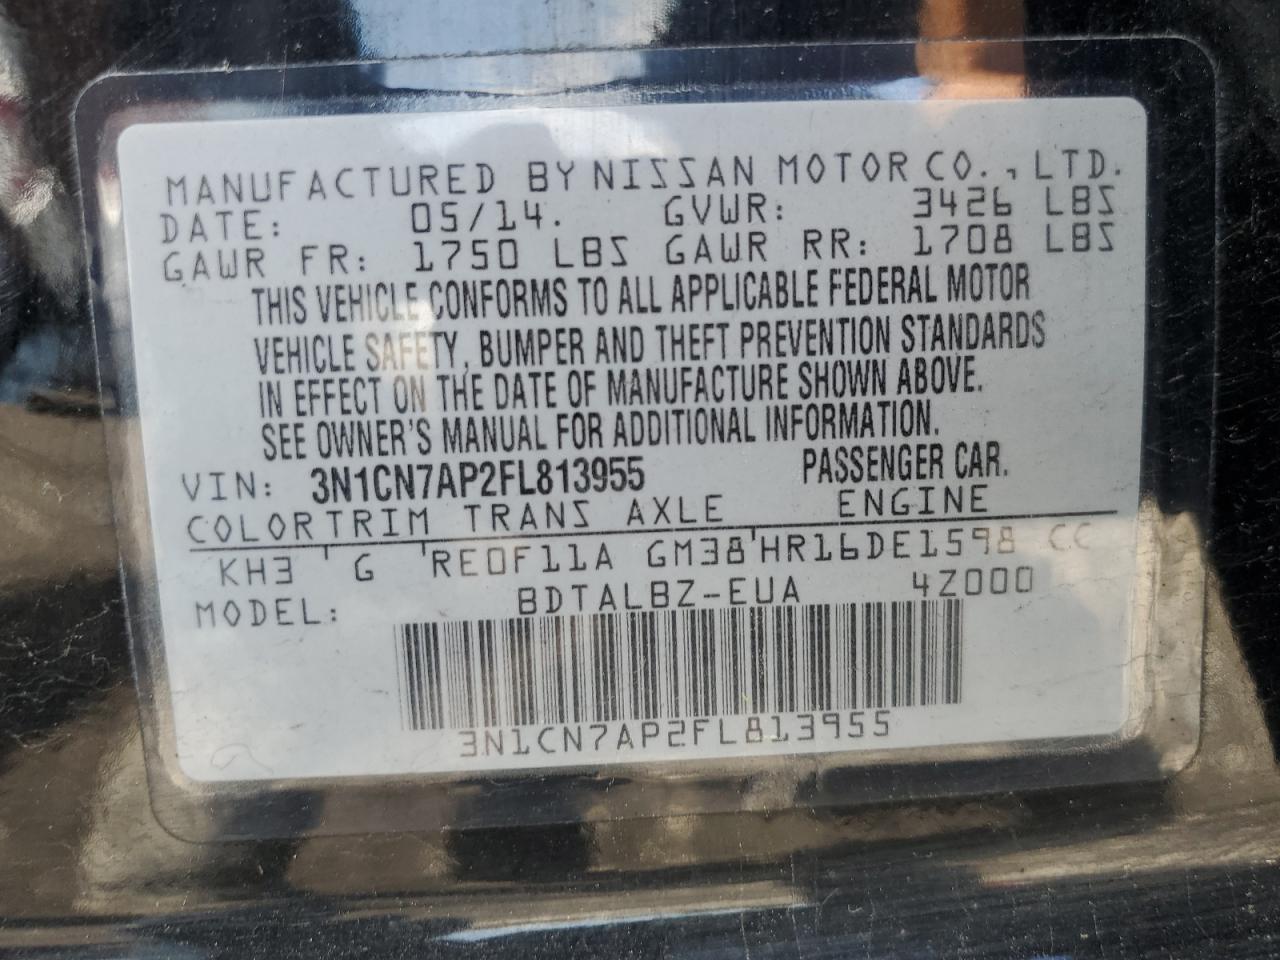 MANUFACTURED BY NISSAN MOTOR CO., LTD.
DATE: 05/14. GVWR: 3426 LBS
GAWR FR: 1750 LBS GAWR RR: 1708 LBS
THIS VEHICLE CONFORMS TO ALL APPLICABLE FEDERAL MOTOR
VEHICLE SAFETY, BUMPER AND THEFT PREVENTION STANDARDS
IN EFFECT ON THE DATE OF MANUFACTURE SHOWN ABOVE.
SEE OWNER'S MANUAL FOR ADDITIONAL INFORMATION.
VIN: 3N1CN7AP2FL813955 PASSENGER CAR.
COLOR TRIM TRANS AXLE ENGINE
KH3 ' G ' RE0F11A GM38 ' HR16DE1598 CC
MODEL: BDTALBZ-EUA 4Z000
3N1CN7AP2FL813955